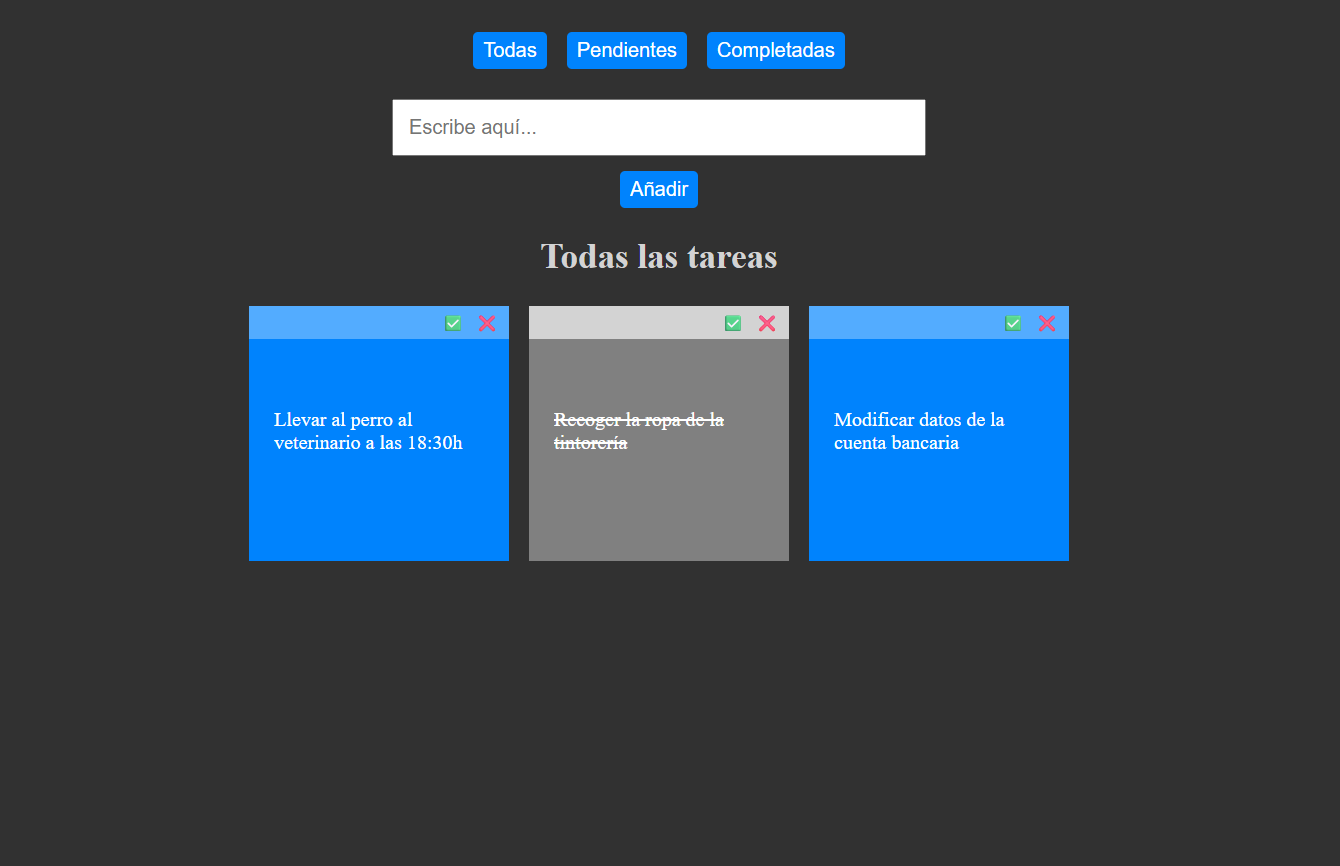 Todas Pendientes Completadas
Escribe aquí...
Añadir
Todas las tareas
Llevar al perro al
veterinario a las 18:30h
Recoger la ropa de la
tintorería
Modificar datos de la
cuenta bancaria